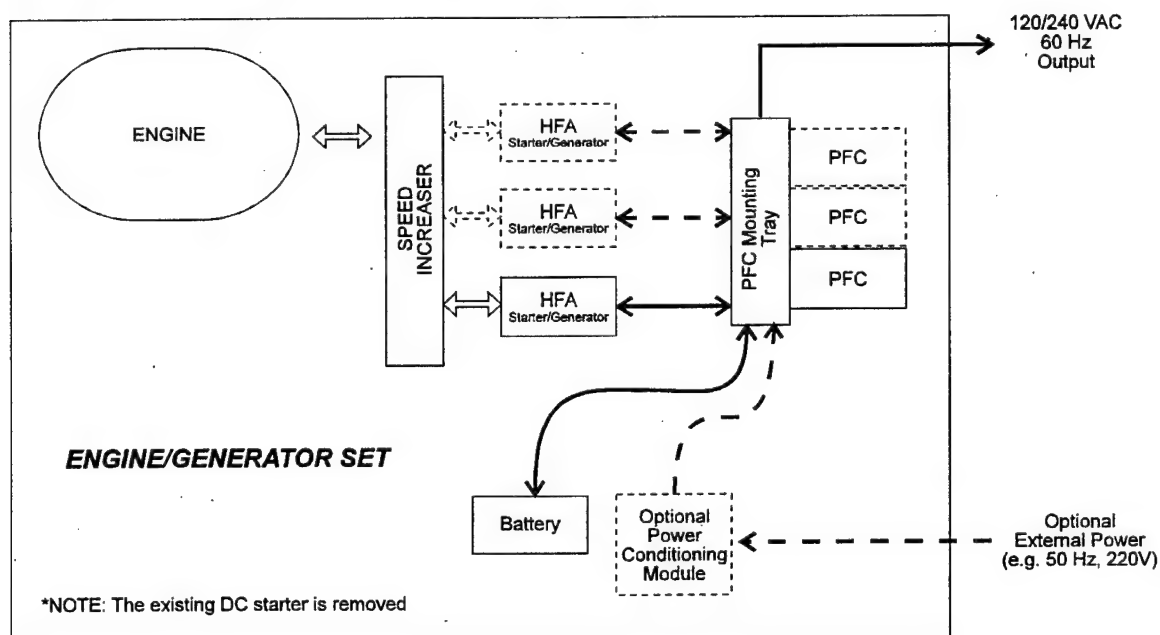 120/240 VAC
60 Hz
Output
ENGINE
SPEED
INCREASER
HFA
Starter/Generator
HFA
Starter/Generator
HFA
Starter/Generator
PFC Mounting
Tray
PFC
PFC
PFC
ENGINE/GENERATOR SET
Battery
Optional
Power
Conditioning
Module
Optional
External Power
(e.g. 50 Hz, 220V)
*NOTE: The existing DC starter is removed